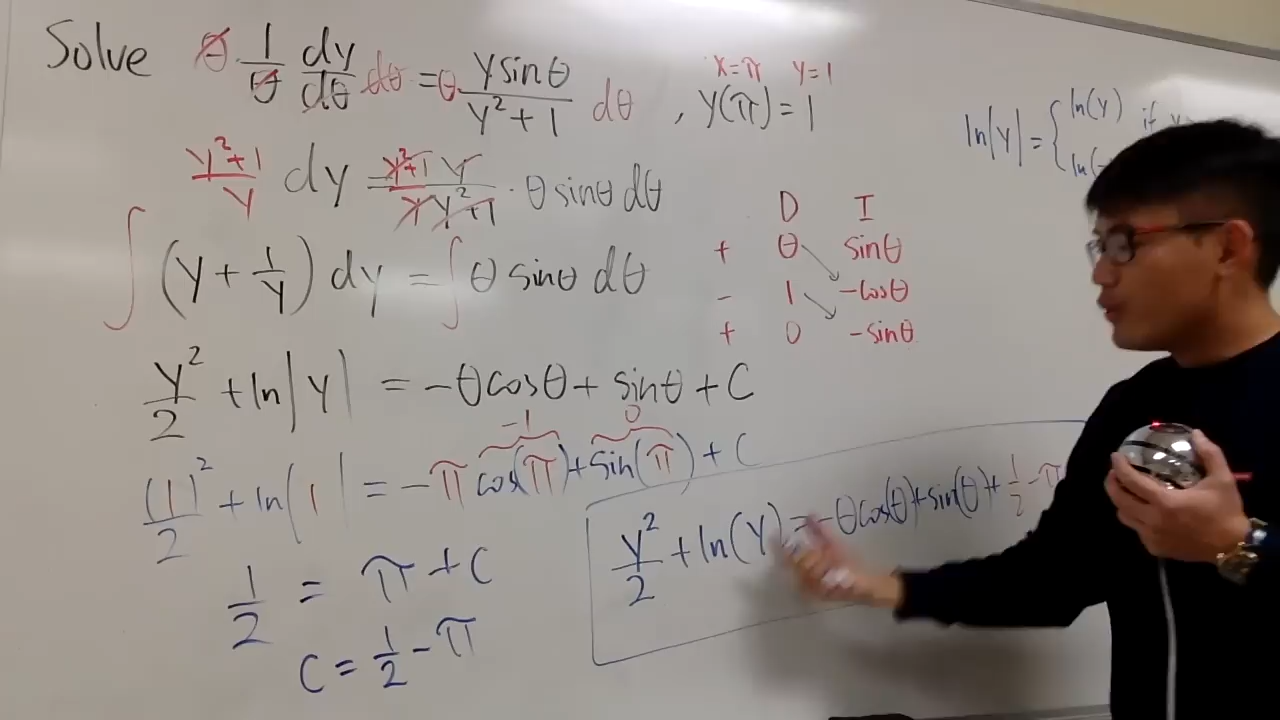 Solve θ · 1/θ dy/dθ dθ = θ · y sinθ / y² + 1 dθ , y(π) = 1
x = π y = 1
y² + 1 / y dy = y² + 1 / y · y / y² + 1 · θ sinθ dθ
∫ (y + 1/y) dy = ∫ θ sinθ dθ
y²/2 + ln|y| = -θ cosθ + sinθ + C
-1 0
(1)²/2 + ln|1| = -π cos(π) + sin(π) + C
1/2 = π + C
C = 1/2 - π
D I
+ θ sinθ
- 1 -cosθ
+ 0 -sinθ
ln|y| = { ln(y) if
ln(-
y²/2 + ln(y) = -θcos(θ) + sin(θ) + 1/2 - π